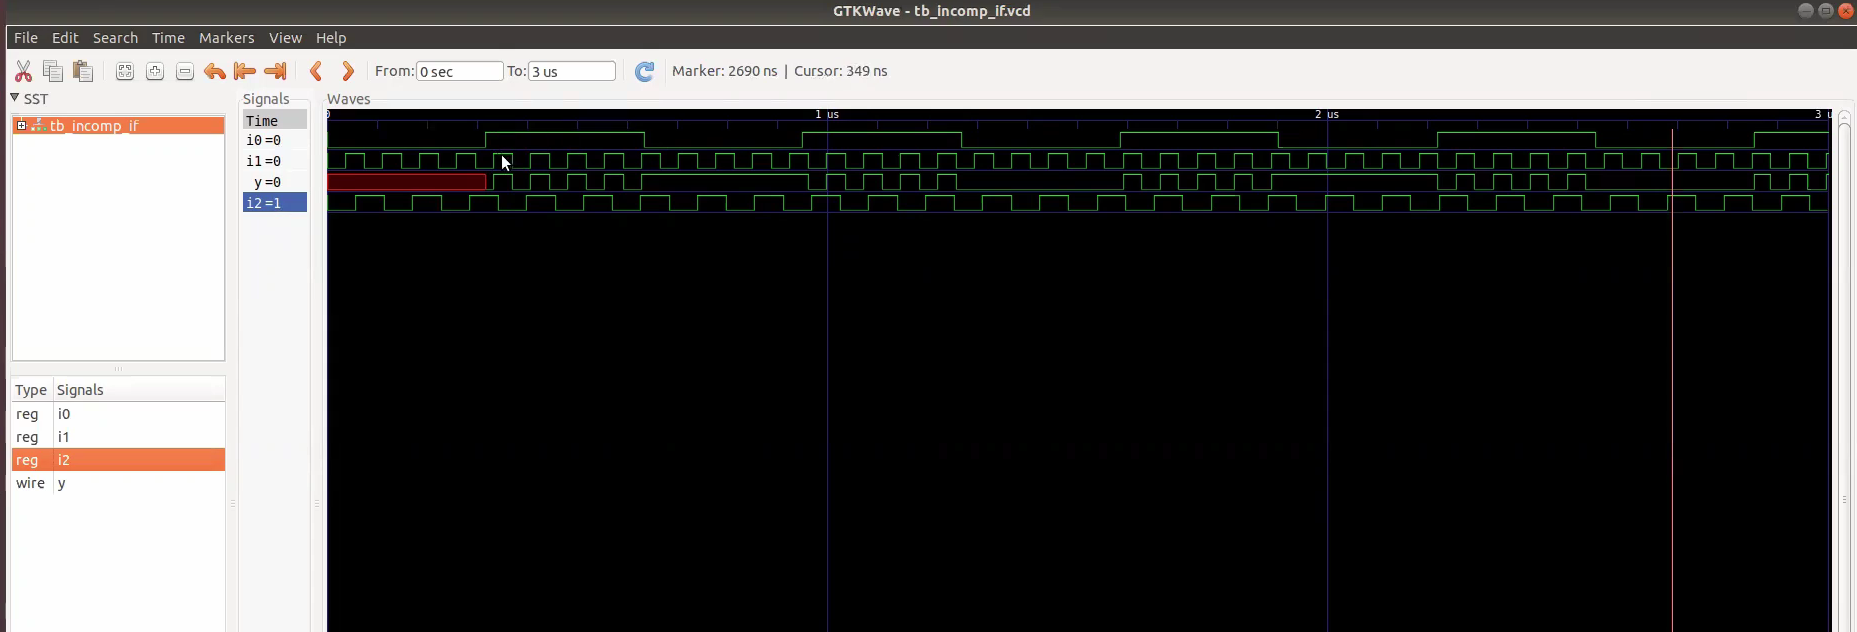 GTKWave - tb_incomp_if.vcd
File Edit Search Time Markers View Help
From: 0 sec To: 3 us Marker: 2690 ns | Cursor: 349 ns
SST
tb_incomp_if
Type Signals
reg i0
reg i1
reg i2
wire y
Signals
Time
i0=0
i1=0
y=0
i2=1
Waves
0 1 us 2 us 3 u